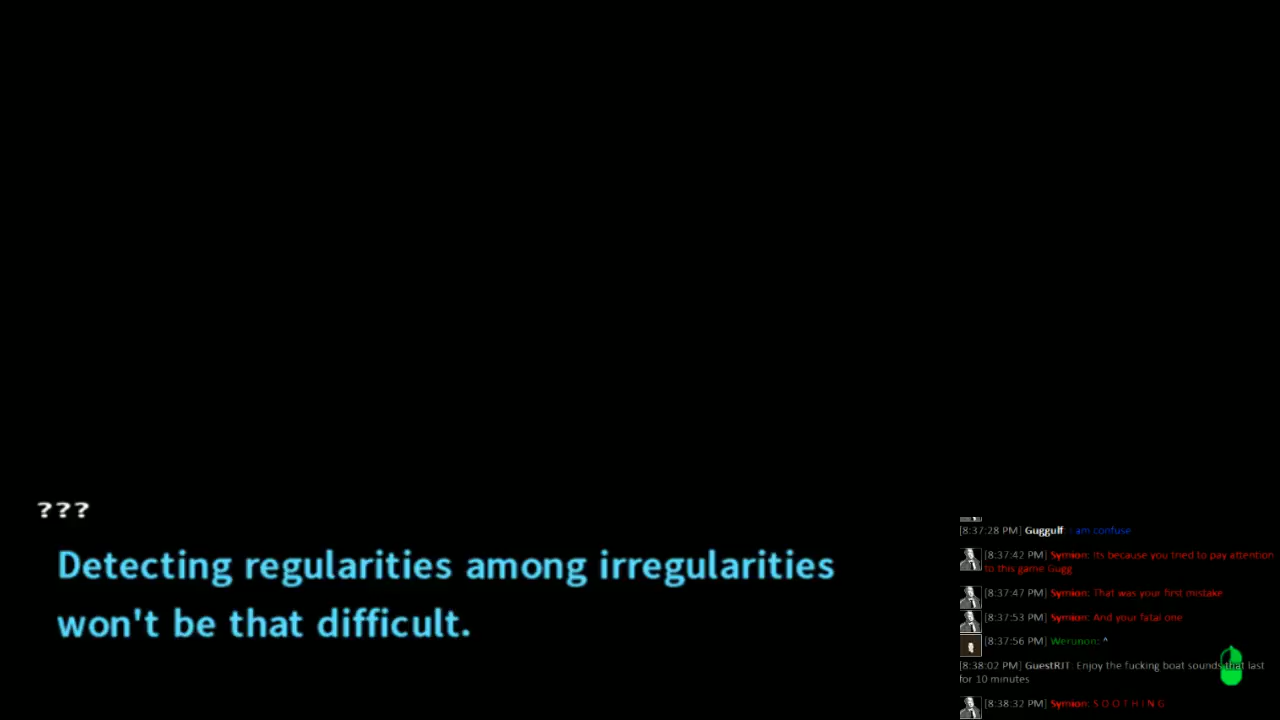 ???
Detecting regularities among irregularities
won't be that difficult.
[8:37:28 PM] Guggulf: i am confuse
[8:37:42 PM] Symion: Its because you tried to pay attention
to this game Gugg
[8:37:47 PM] Symion: That was your first mistake
[8:37:53 PM] Symion: And your fatal one
[8:37:56 PM] Werunon: ^
[8:38:02 PM] GuestRJT: Enjoy the fucking boat sounds that last
for 10 minutes
[8:38:32 PM] Symion: S O O T H I N G